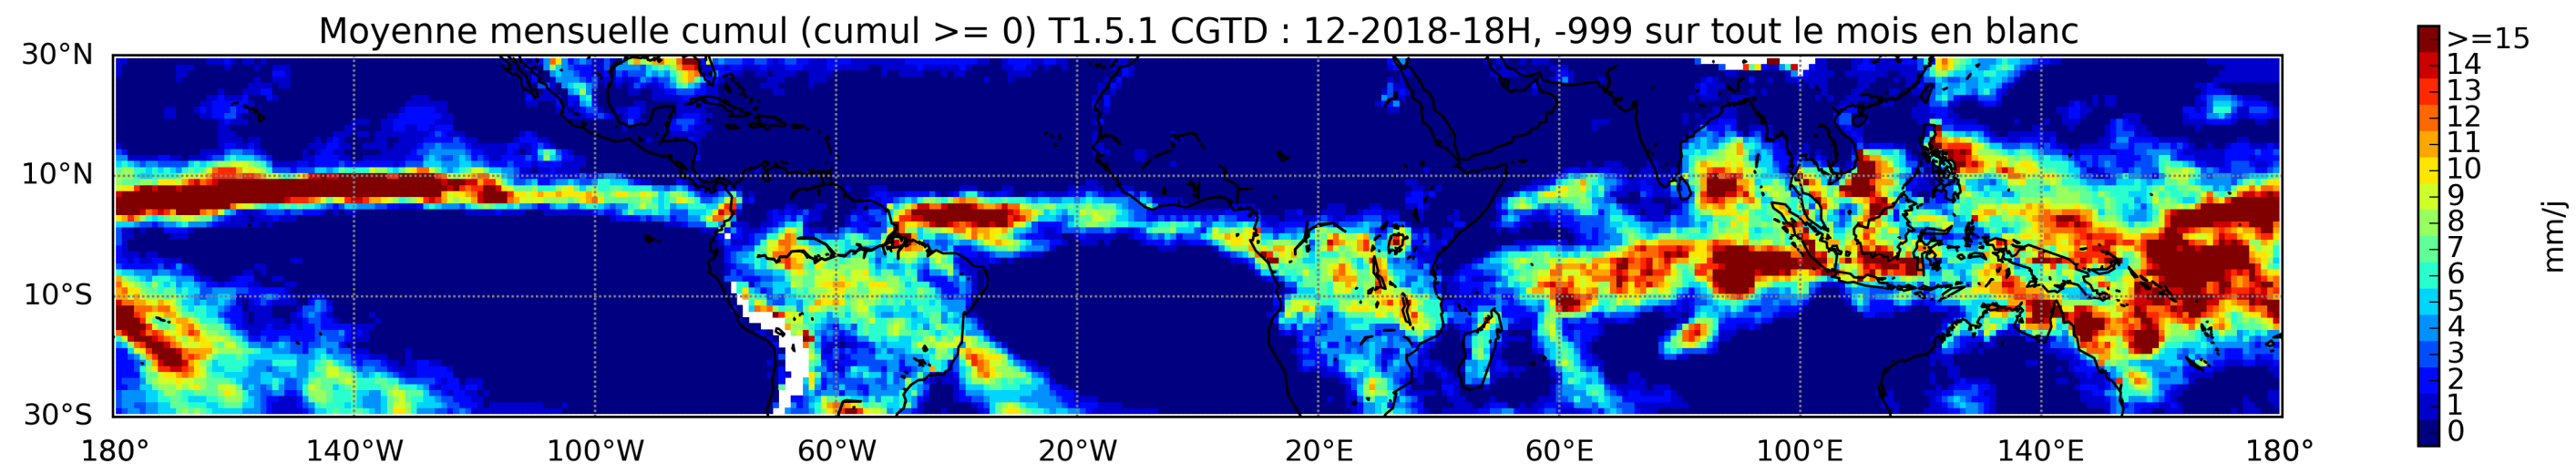 Moyenne mensuelle cumul (cumul >= 0) T1.5.1 CGTD : 12-2018-18H, -999 sur tout le mois en blanc
30°N
10°N
10°S
30°S
180° 140°W 100°W 60°W 20°W 20°E 60°E 100°E 140°E 180°
>=15
14
13
12
11
10
9
8
7
6
5
4
3
2
1
0
mm/j